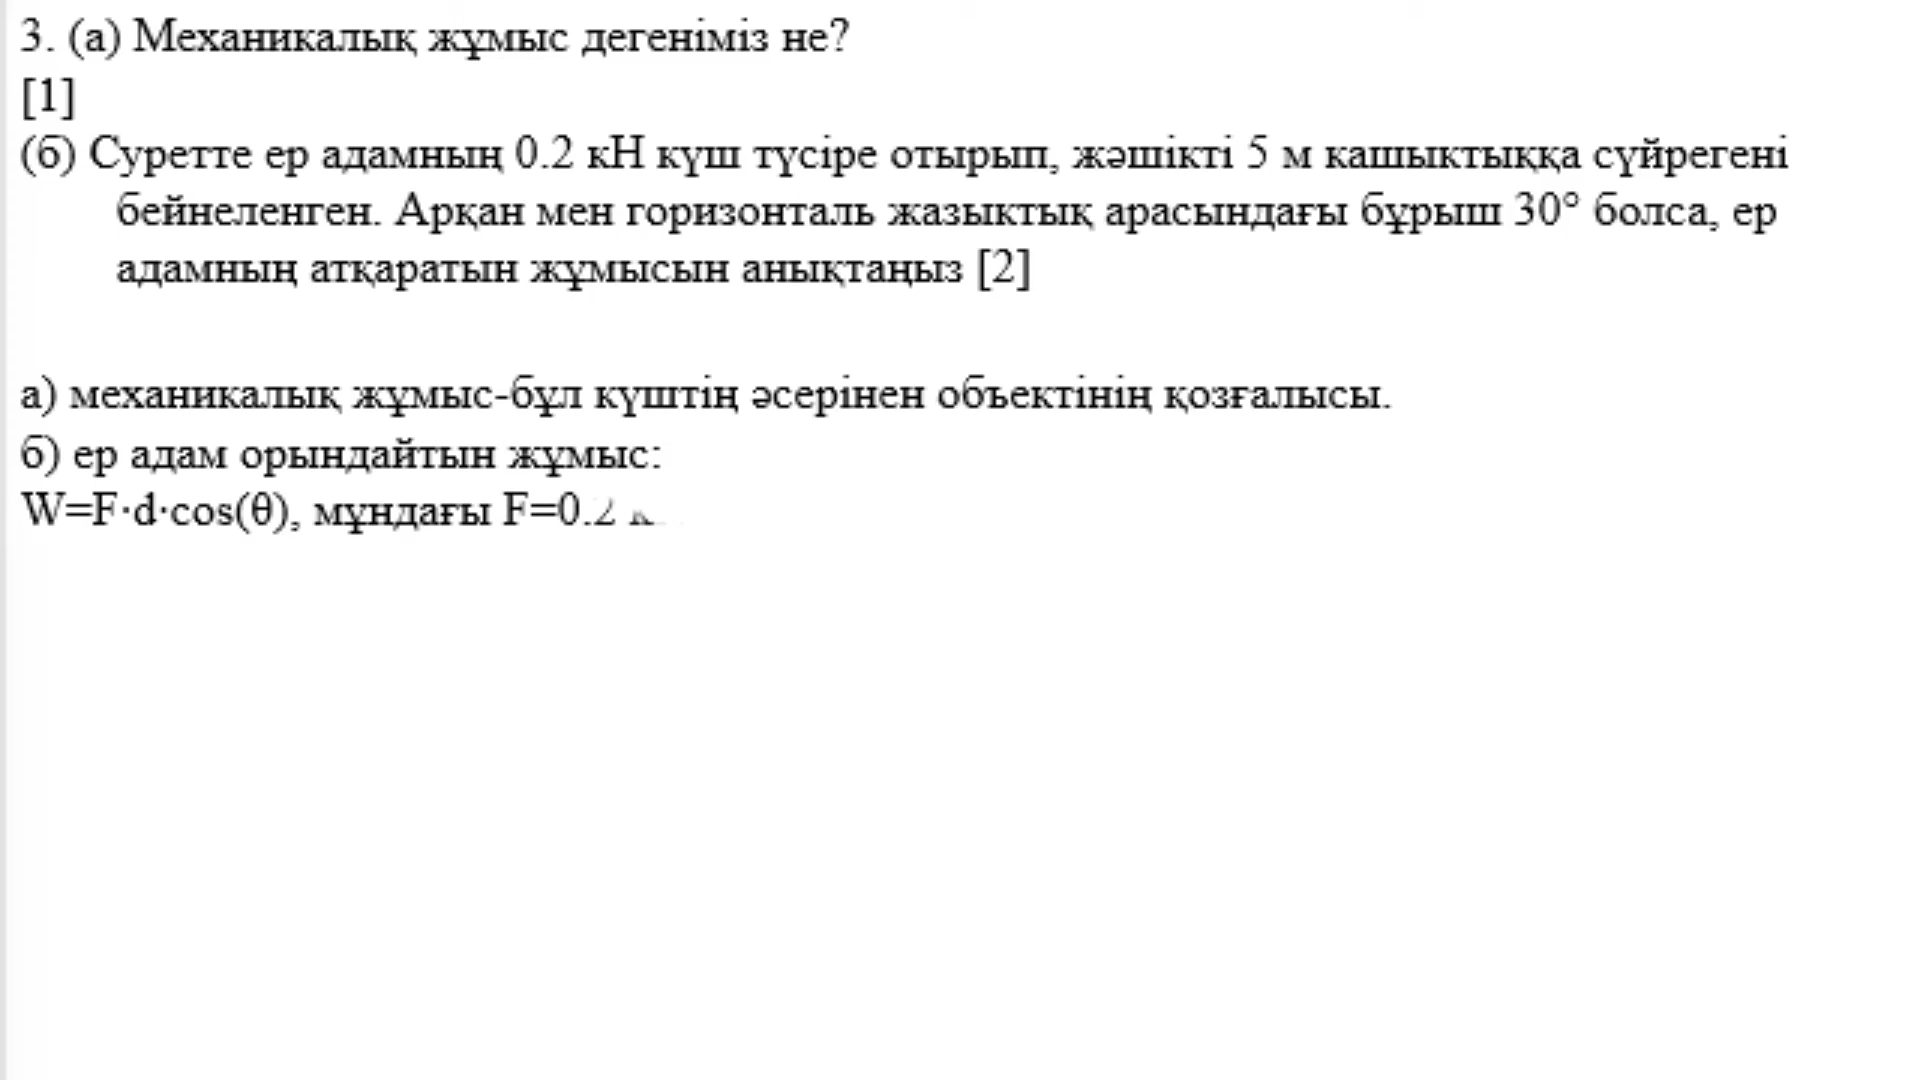 3. (а) Механикалық жұмыс дегеніміз не?
[1]
(б) Суретте ер адамның 0.2 кН күш түсіре отырып, жәшікті 5 м кашыктыққа сүйрегені
бейнеленген. Арқан мен горизонталь жазыктық арасындағы бұрыш 30° болса, ер
адамның атқаратын жұмысын анықтаңыз [2]
а) механикалық жұмыс-бұл күштің әсерінен объектінің қозғалысы.
б) ер адам орындайтын жұмыс:
W=F·d·cos(θ), мұндағы F=0.2